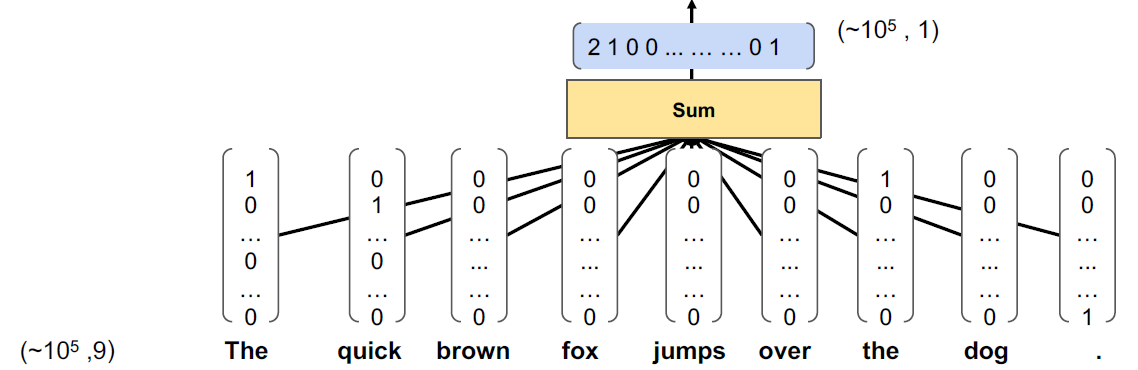 2 1 0 0 ... ... ... 0 1
(~10⁵ , 1)
Sum
1 0 0 0 0 0 1 0 0
0 1 0 0 0 0 0 0 0
... ... ... ... ... ... ... ... ...
0 0 ... ... ... ... ... ... ...
... ... ... ... ... ... ... ... ...
0 0 0 0 0 0 0 0 1
(~10⁵ ,9) The quick brown fox jumps over the dog .